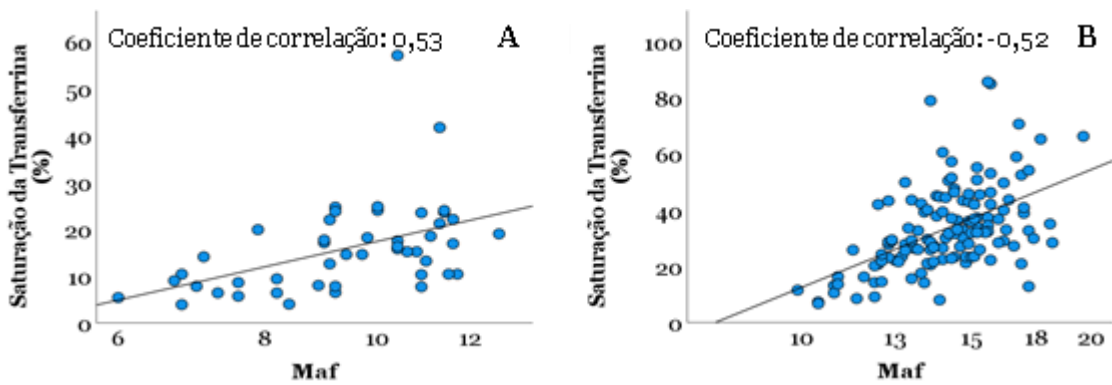 Coeficiente de correlação: 0,53 A
Saturação da Transferrina
(%)
60
50
40
30
20
10
0
6 8 10 12
Maf
Coeficiente de correlação: -0,52 B
Saturação da Transferrina
(%)
100
80
60
40
20
0
10 13 15 18 20
Maf